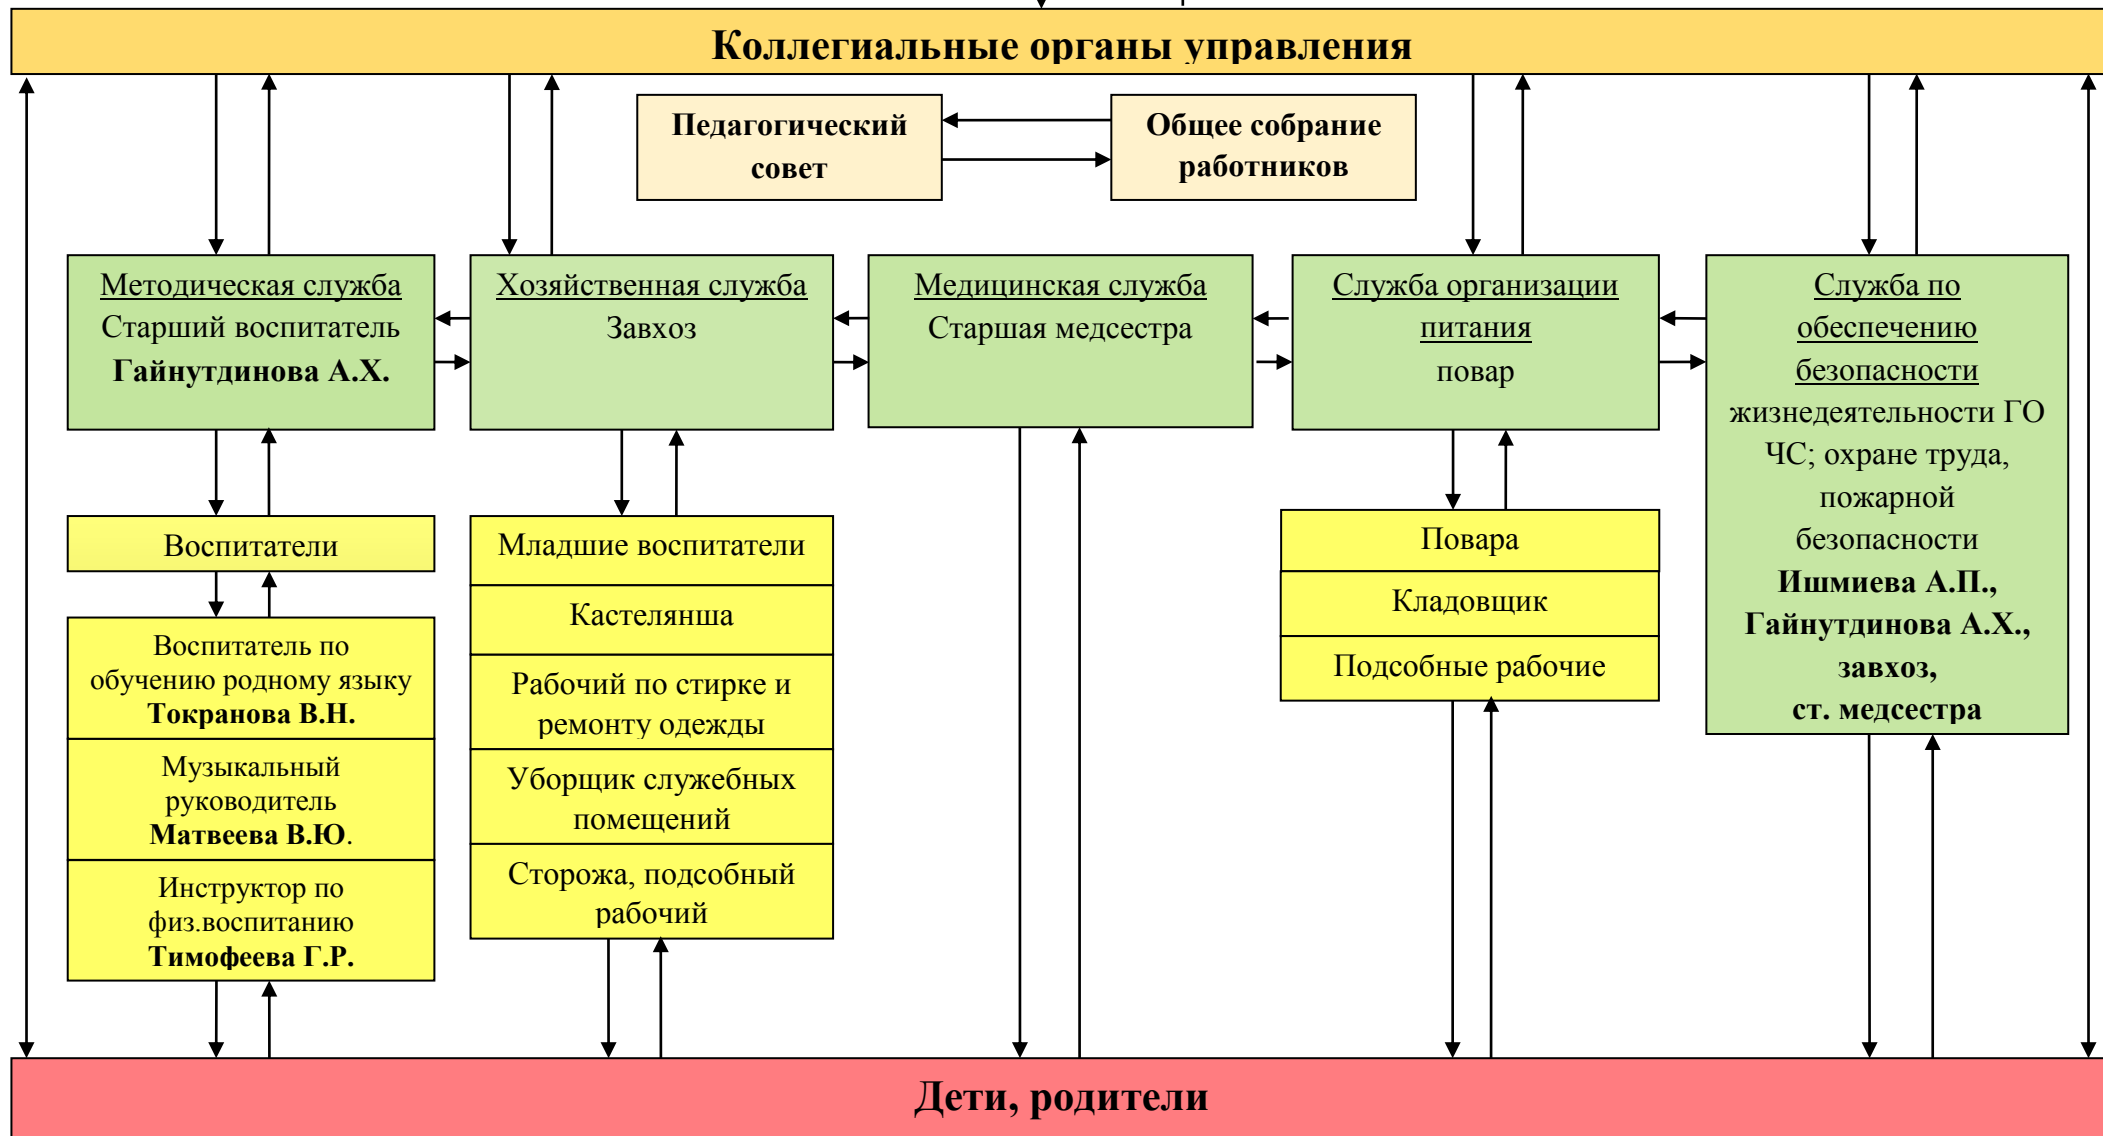 Коллегиальные органы управления
Педагогический
совет
Общее собрание
работников
Методическая служба
Старший воспитатель
Гайнутдинова А.Х.
Хозяйственная служба
Завхоз
Медицинская служба
Старшая медсестра
Служба организации
питания
повар
Служба по
обеспечению
безопасности
жизнедеятельности ГО
ЧС; охране труда,
пожарной
безопасности
Ишмиева А.П.,
Гайнутдинова А.Х.,
завхоз,
ст. медсестра
Воспитатели
Воспитатель по
обучению родному языку
Токранова В.Н.
Музыкальный
руководитель
Матвеева В.Ю.
Инструктор по
физ.воспитанию
Тимофеева Г.Р.
Младшие воспитатели
Кастелянша
Рабочий по стирке и
ремонту одежды
Уборщик служебных
помещений
Сторожа, подсобный
рабочий
Повара
Кладовщик
Подсобные рабочие
Дети, родители